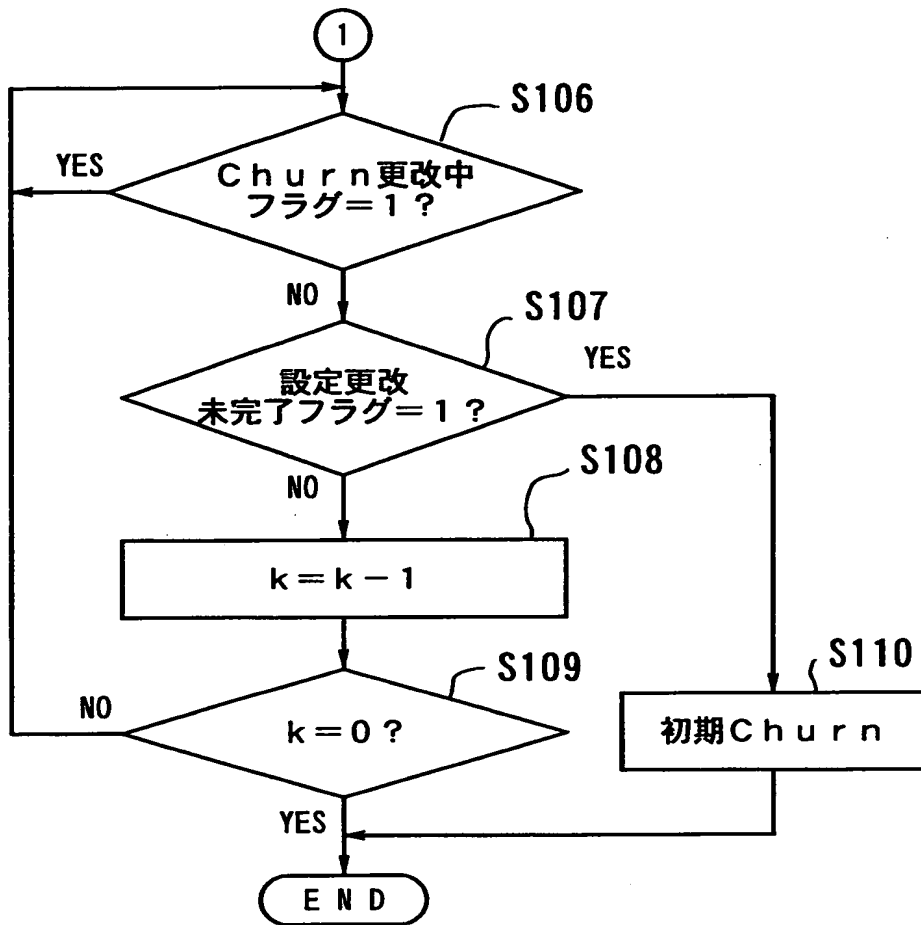 1
S106
YES
Churn更改中
フラグ=1?
NO
S107
YES
設定更改
未完了フラグ=1?
NO
S108
k=k-1
S109
NO
k=0?
S110
初期Churn
YES
END